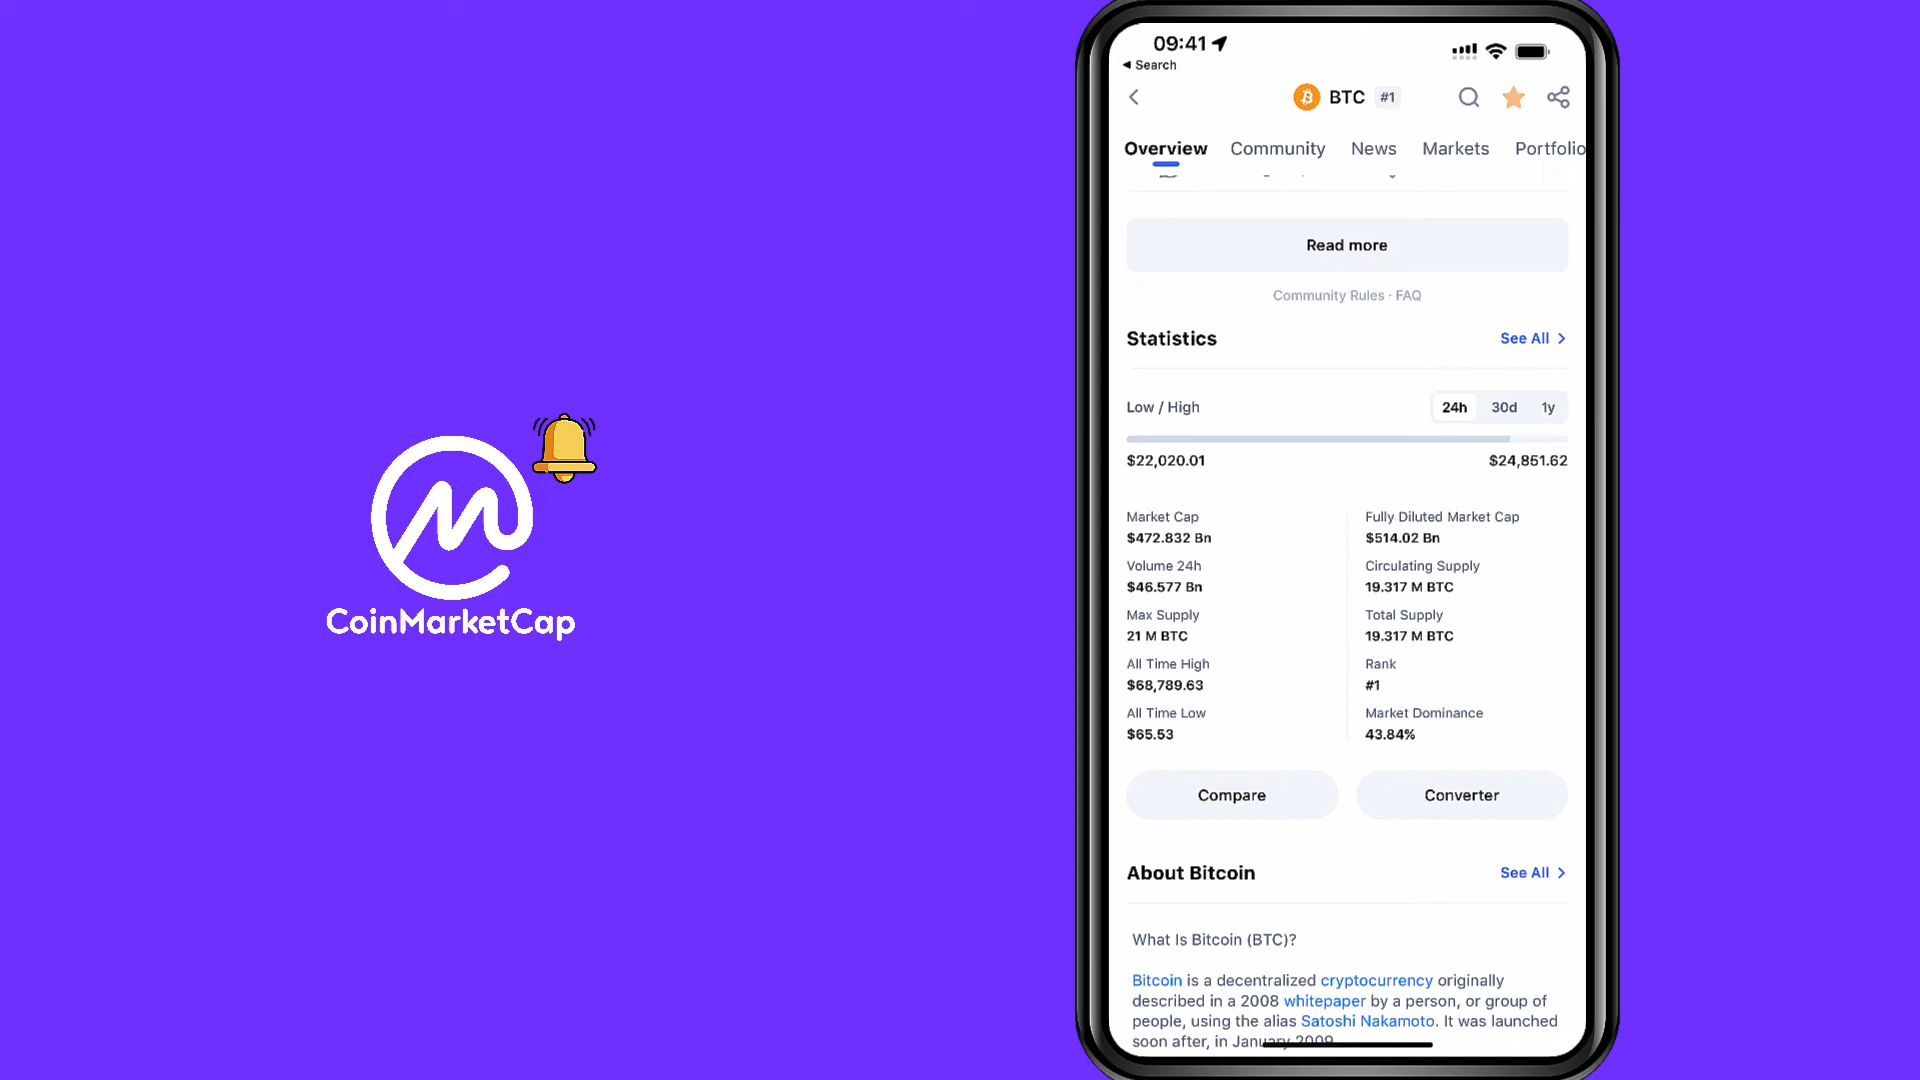 CoinMarketCap
09:41
Search
BTC #1
Overview Community News Markets Portfolio
Read more
Community Rules · FAQ
Statistics See All
Low / High 24h 30d 1y
$22,020.01 $24,851.62
Market Cap Fully Diluted Market Cap
$472.832 Bn $514.02 Bn
Volume 24h Circulating Supply
$46.577 Bn 19.317 M BTC
Max Supply Total Supply
21 M BTC 19.317 M BTC
All Time High Rank
$68,789.63 #1
All Time Low Market Dominance
$65.53 43.84%
Compare Converter
About Bitcoin See All
What Is Bitcoin (BTC)?
Bitcoin is a decentralized cryptocurrency originally
described in a 2008 whitepaper by a person, or group of
people, using the alias Satoshi Nakamoto. It was launched
soon after, in January 2009.